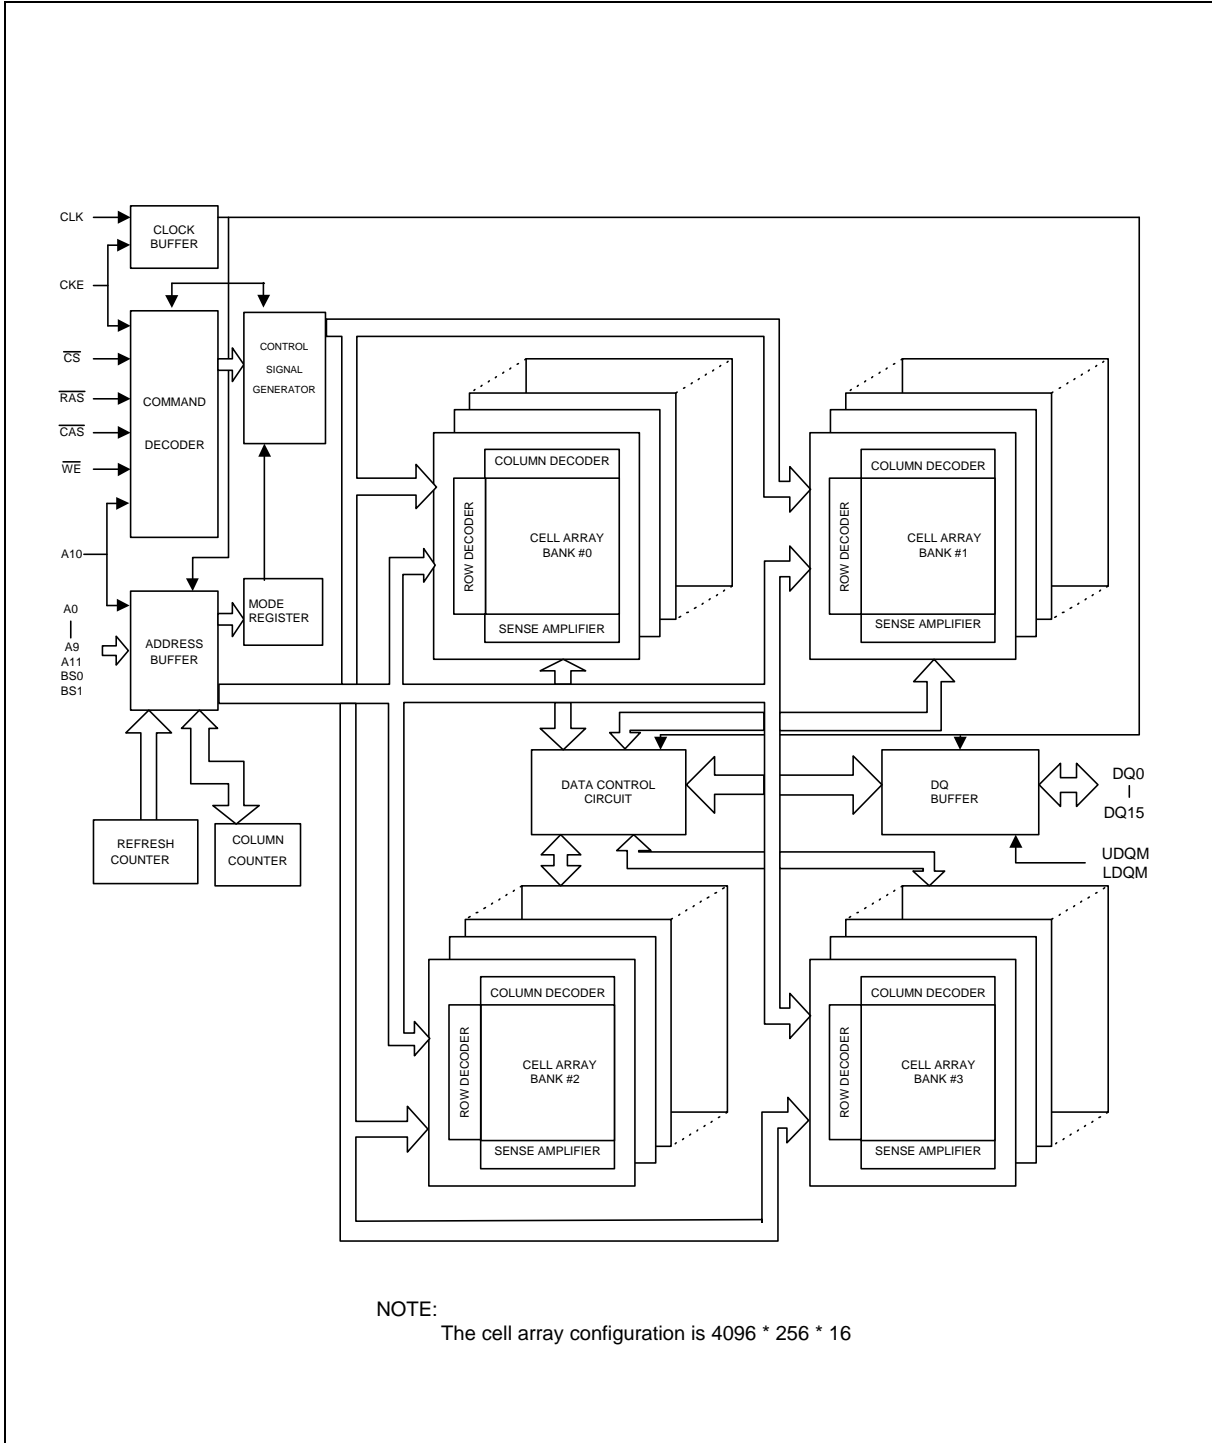 CLK
CLOCK
BUFFER
CKE
CS
RAS
CAS
WE
A10
COMMAND
DECODER
CONTROL
SIGNAL
GENERATOR
A0
A9
A11
BS0
BS1
ADDRESS
BUFFER
MODE
REGISTER
REFRESH
COUNTER
COLUMN
COUNTER
COLUMN DECODER
ROW DECODER
CELL ARRAY
BANK #0
SENSE AMPLIFIER
COLUMN DECODER
ROW DECODER
CELL ARRAY
BANK #1
SENSE AMPLIFIER
DATA CONTROL
CIRCUIT
DQ
BUFFER
DQ0
DQ15
UDQM
LDQM
COLUMN DECODER
ROW DECODER
CELL ARRAY
BANK #2
SENSE AMPLIFIER
COLUMN DECODER
ROW DECODER
CELL ARRAY
BANK #3
SENSE AMPLIFIER
NOTE:
The cell array configuration is 4096 * 256 * 16